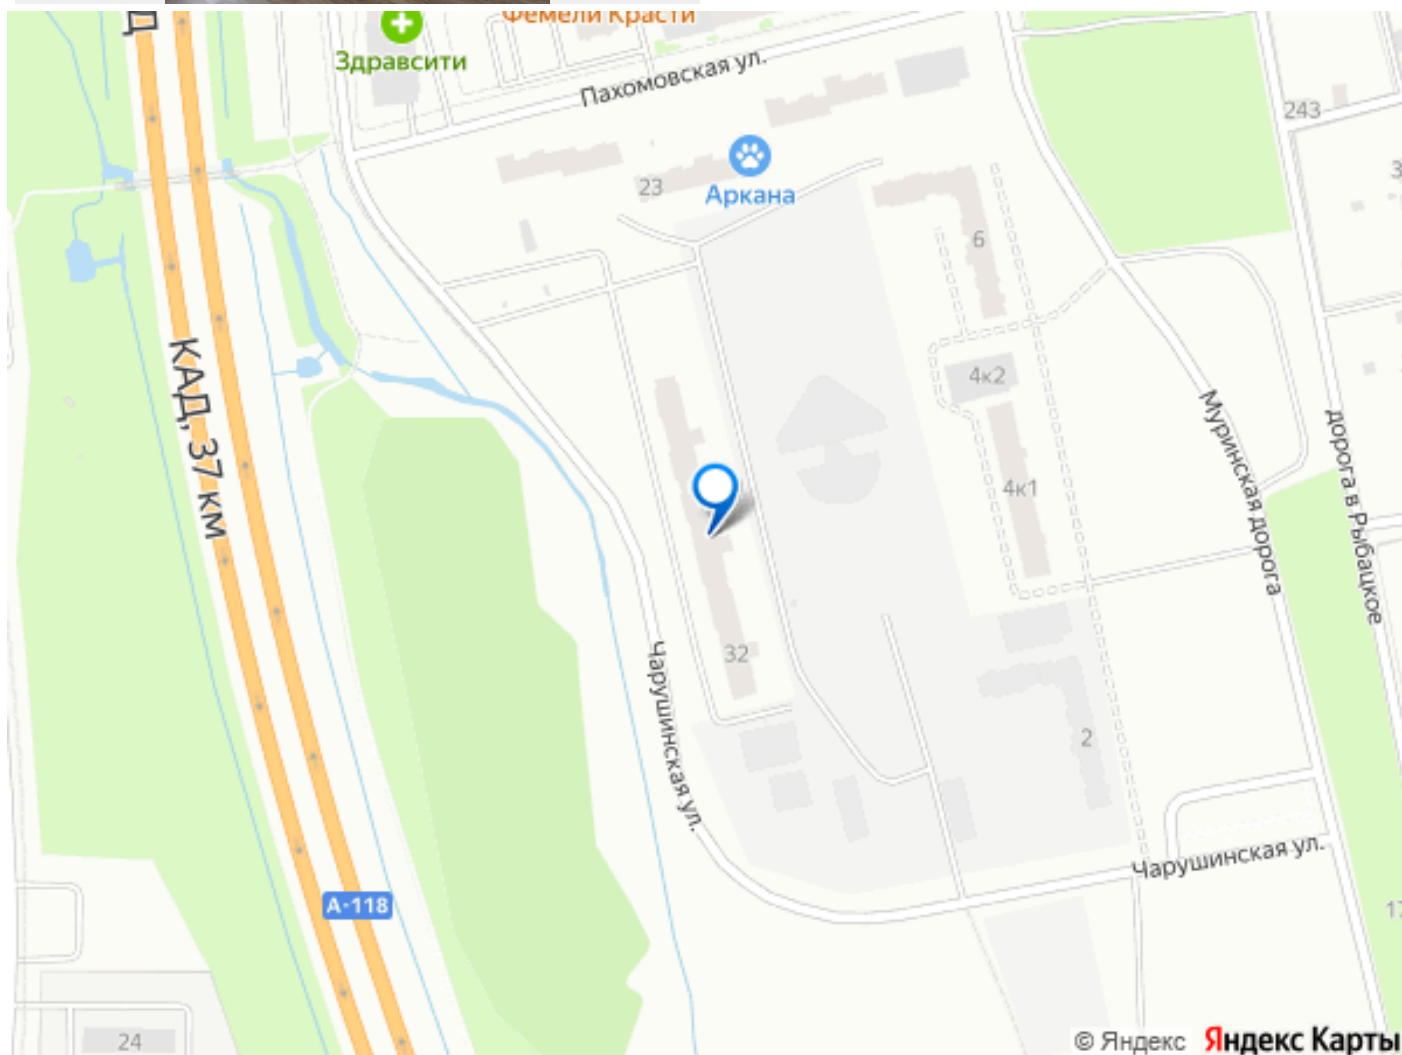 Фемели Красти
Здравсити
Пахомовская ул.
243
23
Аркана
6
КАД, 37 км
4к2
4к1
Муринская дорога
дорога в Рыбацкое
32
Чарушинская ул.
2
Чарушинская ул.
А-118
24
© Яндекс Яндекс Карты